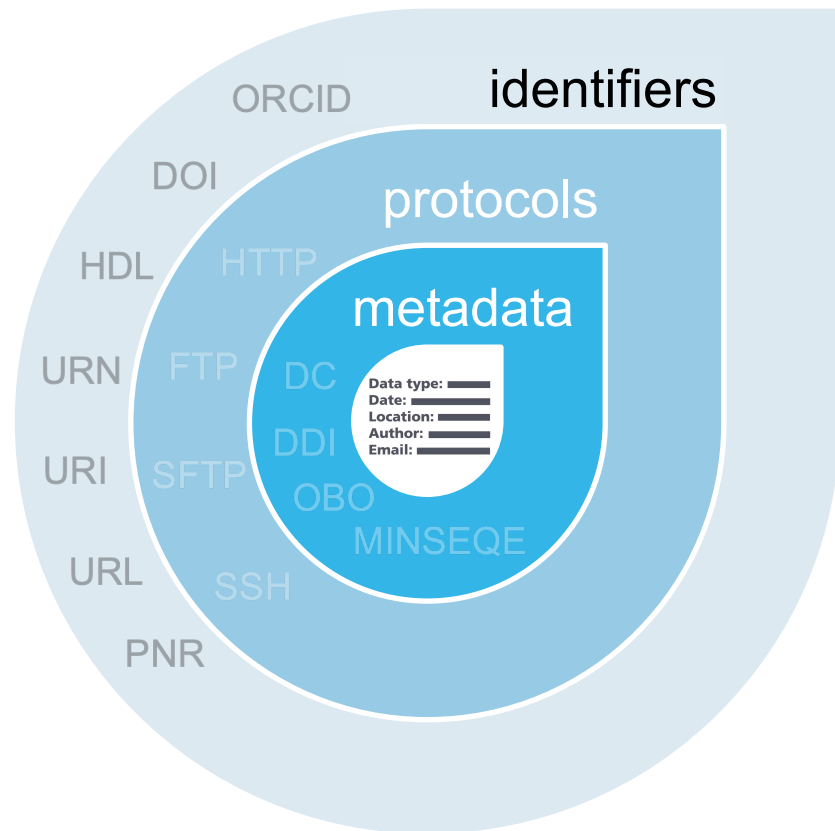 identifiers
ORCID
DOI
HDL
URN
URI
URL
PNR
protocols
HTTP
FTP
SFTP
SSH
metadata
DC
DDI
OBO
MINSEQE
Data type:
Date:
Location:
Author:
Email: